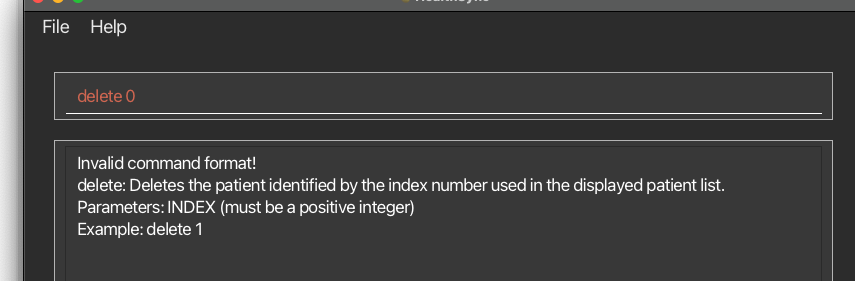 File Help
delete 0
Invalid command format!
delete: Deletes the patient identified by the index number used in the displayed patient list.
Parameters: INDEX (must be a positive integer)
Example: delete 1